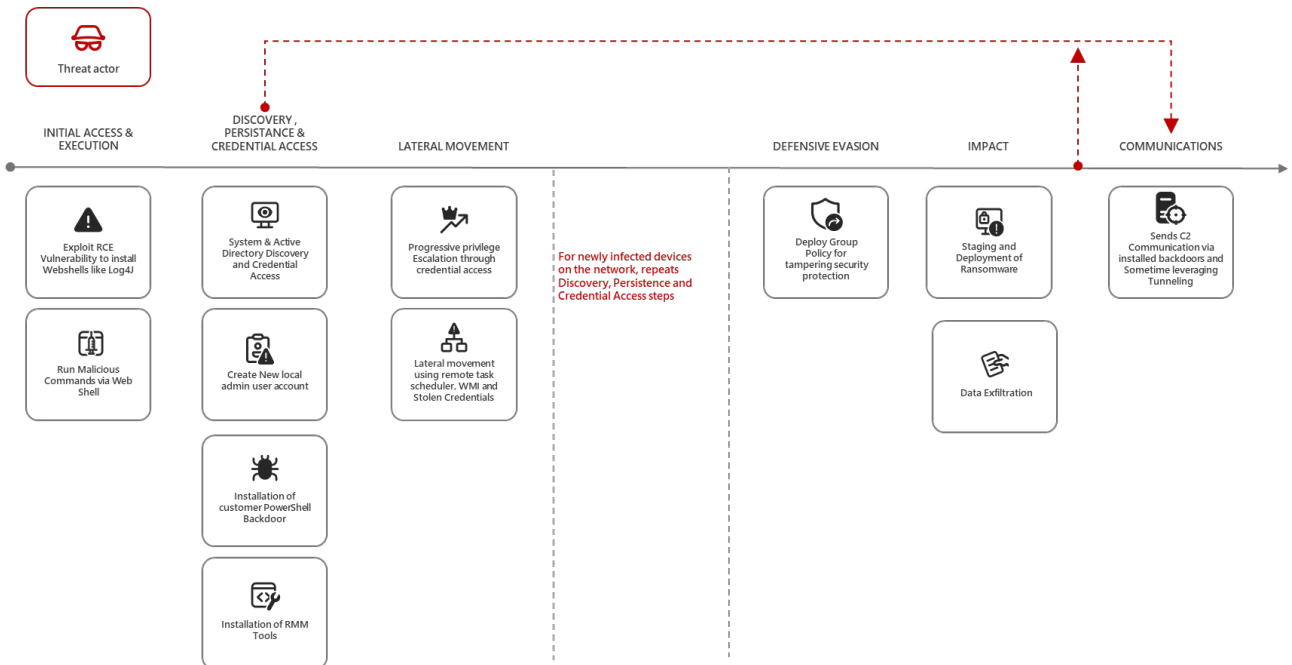 Threat actor
INITIAL ACCESS &
EXECUTION
DISCOVERY ,
PERSISTANCE &
CREDENTIAL ACCESS
LATERAL MOVEMENT
DEFENSIVE EVASION
IMPACT
COMMUNICATIONS
Exploit RCE
Vulnerability to install
Webshells like Log4J
Run Malicious
Commands via Web
Shell
System & Active
Directory Discovery
and Credential
Access
Create New local
admin user account
Installation of
customer PowerShell
Backdoor
Installation of RMM
Tools
Progressive privilege
Escalation through
credential access
Lateral movement
using remote task
scheduler, WMI and
Stolen Credentials
For newly infected devices
on the network, repeats
Discovery, Persistence and
Credential Access steps
Deploy Group
Policy for
tampering security
protection
Staging and
Deployment of
Ransomware
Data Exfiltration
Sends C2
Communication via
installed backdoors and
Sometime leveraging
Tunneling